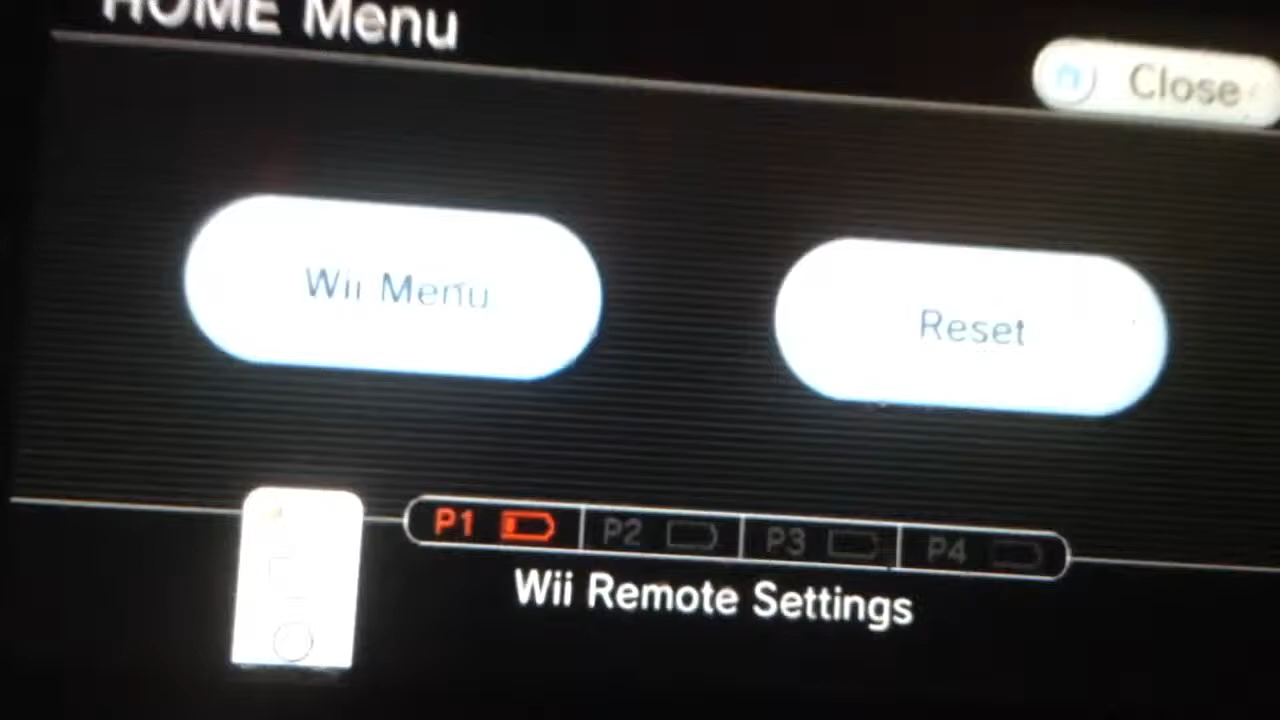 HOME Menu
Close
Wii Menu
Reset
P1 P2 P3 P4
Wii Remote Settings